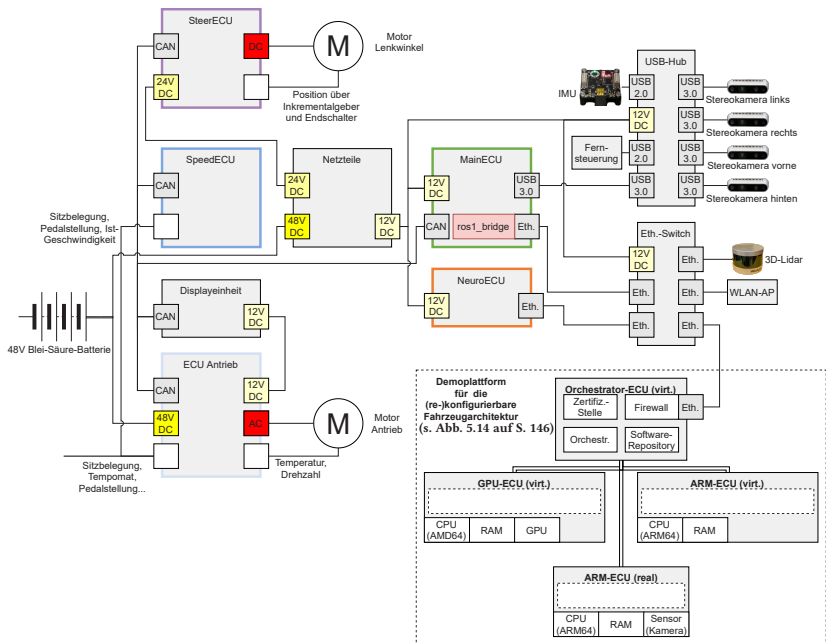 SteerECU
CAN
DC
24V
DC
M
Motor
Lenkwinkel
Position über
Inkrementalgeber
und Endschalter
SpeedECU
CAN
Sitzbelegung,
Pedalstellung, Ist-
Geschwindigkeit
Netzteile
24V
DC
48V
DC
12V
DC
MainECU
12V
DC
USB
3.0
CAN
ros1_bridge
Eth.
NeuroECU
12V
DC
Eth.
USB-Hub
IMU
USB
2.0
USB
3.0
Stereokamera links
12V
DC
USB
3.0
Stereokamera rechts
Fern-
steuerung
USB
2.0
USB
3.0
Stereokamera vorne
USB
3.0
USB
3.0
Stereokamera hinten
Eth.-Switch
12V
DC
Eth.
3D-Lidar
Eth.
Eth.
WLAN-AP
Eth.
Eth.
48V Blei-Säure-Batterie
Displayeinheit
CAN
12V
DC
ECU Antrieb
CAN
12V
DC
48V
DC
AC
M
Motor
Antrieb
Sitzbelegung,
Tempomat,
Pedalstellung...
Temperatur,
Drehzahl
Demoplattform
für die
(re-)konfigurierbare
Fahrzeugarchitektur
(s. Abb. 5.14 auf S. 146)
Orchestrator-ECU (virt.)
Zertifiz.-
Stelle
Firewall
Eth.
Orchestr.
Software-
Repository
GPU-ECU (virt.)
CPU
(AMD64)
RAM
GPU
ARM-ECU (virt.)
CPU
(ARM64)
RAM
ARM-ECU (real)
CPU
(ARM64)
RAM
Sensor
(Kamera)